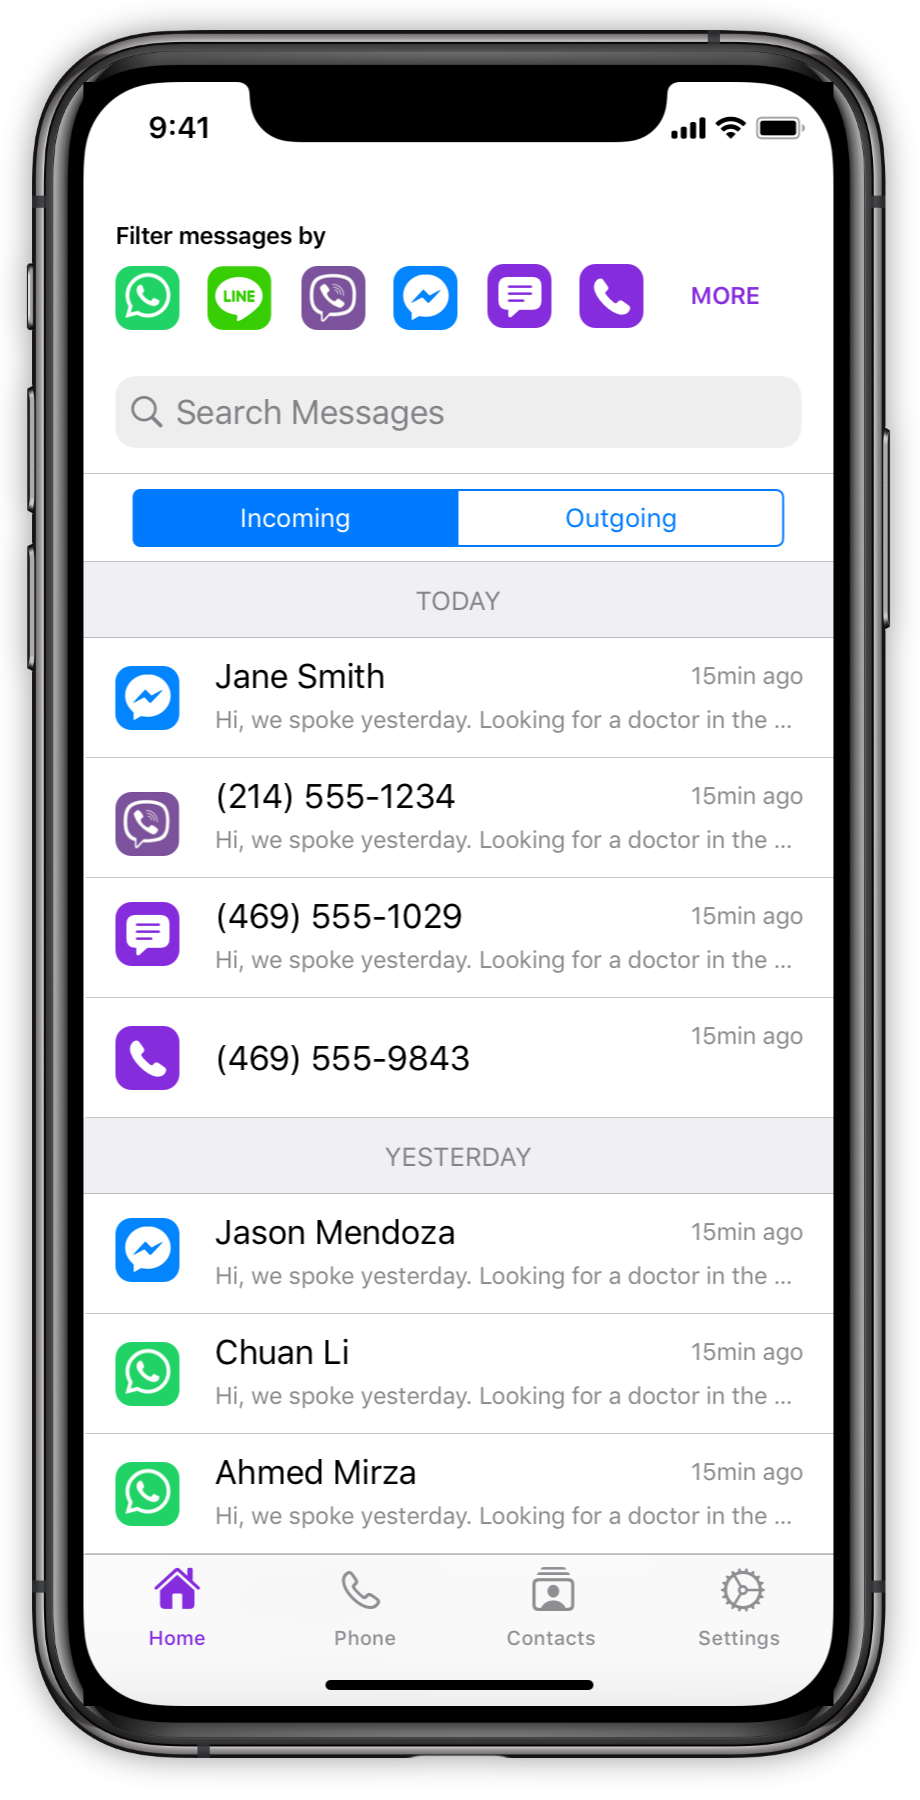 9:41
Filter messages by
LINE
MORE
Search Messages
Incoming Outgoing
TODAY
Jane Smith 15min ago
Hi, we spoke yesterday. Looking for a doctor in the ...
(214) 555-1234 15min ago
Hi, we spoke yesterday. Looking for a doctor in the ...
(469) 555-1029 15min ago
Hi, we spoke yesterday. Looking for a doctor in the ...
15min ago
(469) 555-9843
YESTERDAY
Jason Mendoza 15min ago
Hi, we spoke yesterday. Looking for a doctor in the ...
Chuan Li 15min ago
Hi, we spoke yesterday. Looking for a doctor in the ...
Ahmed Mirza 15min ago
Hi, we spoke yesterday. Looking for a doctor in the ...
Home Phone Contacts Settings